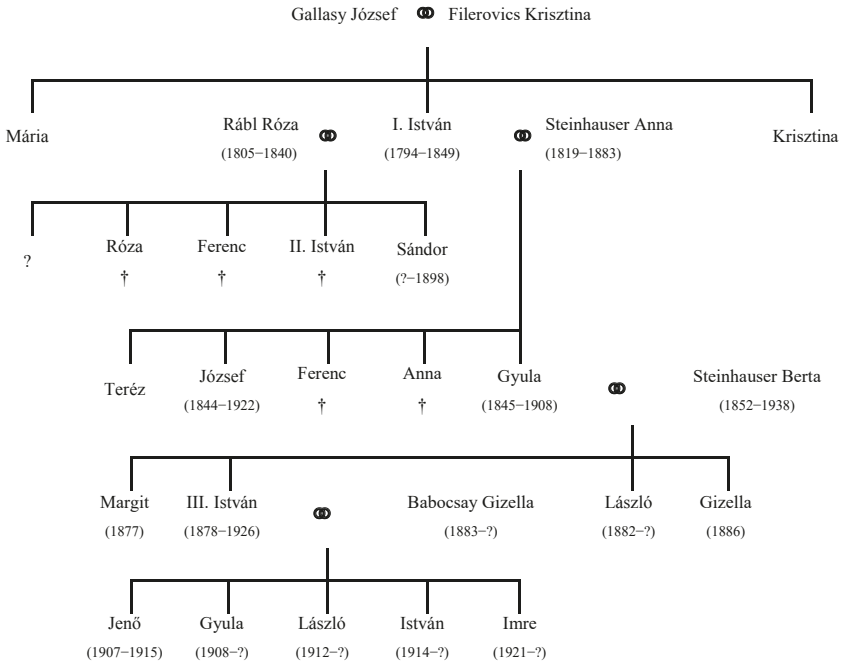 Gallasy József Filerovics Krisztina
Mária Rábl Róza I. István Steinhauser Anna Krisztina
(1805−1840) (1794−1849) (1819−1883)
? Róza Ferenc II. István Sándor
† † † (?−1898)
Teréz József Ferenc Anna Gyula Steinhauser Berta
(1844−1922) † † (1845−1908) (1852−1938)
Margit III. István Babocsay Gizella László Gizella
(1877) (1878−1926) (1883−?) (1882−?) (1886)
Jenő Gyula László István Imre
(1907−1915) (1908−?) (1912−?) (1914−?) (1921−?)